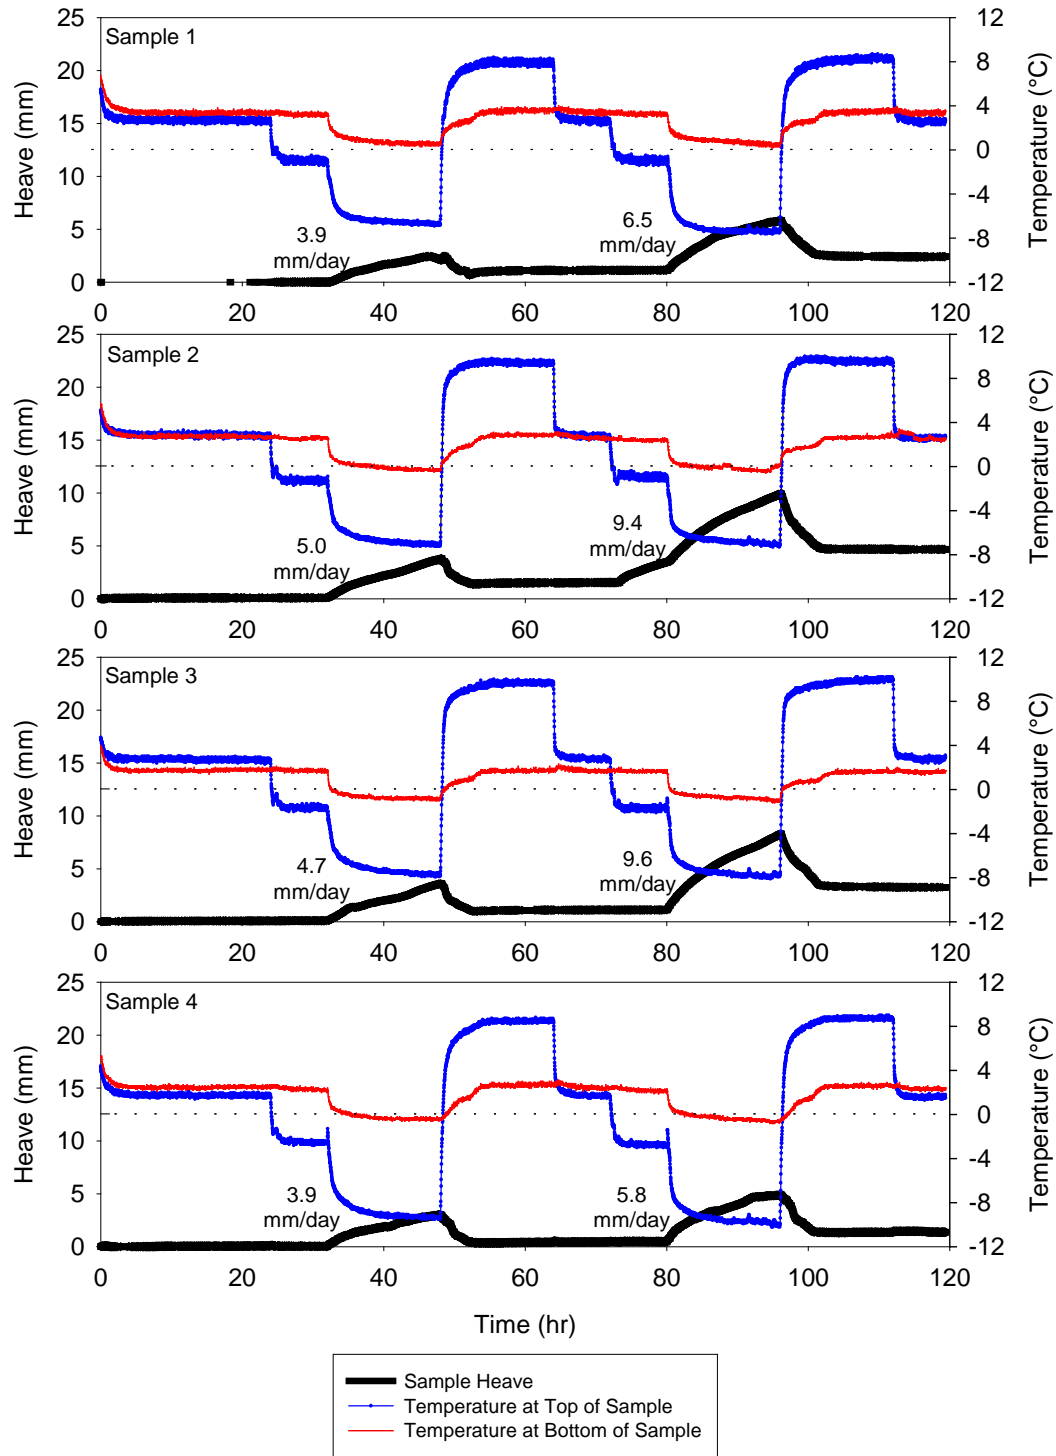 Sample 1
Heave (mm)
25
20
15
10
5
0
12
8
4
0
-4
-8
-12
Temperature (°C)
3.9
mm/day
6.5
mm/day
0 20 40 60 80 100 120
Sample 2
Heave (mm)
25
20
15
10
5
0
12
8
4
0
-4
-8
-12
Temperature (°C)
5.0
mm/day
9.4
mm/day
0 20 40 60 80 100 120
Sample 3
Heave (mm)
25
20
15
10
5
0
12
8
4
0
-4
-8
-12
Temperature (°C)
4.7
mm/day
9.6
mm/day
0 20 40 60 80 100 120
Sample 4
Heave (mm)
25
20
15
10
5
0
12
8
4
0
-4
-8
-12
Temperature (°C)
3.9
mm/day
5.8
mm/day
0 20 40 60 80 100 120
Time (hr)
Sample Heave
Temperature at Top of Sample
Temperature at Bottom of Sample